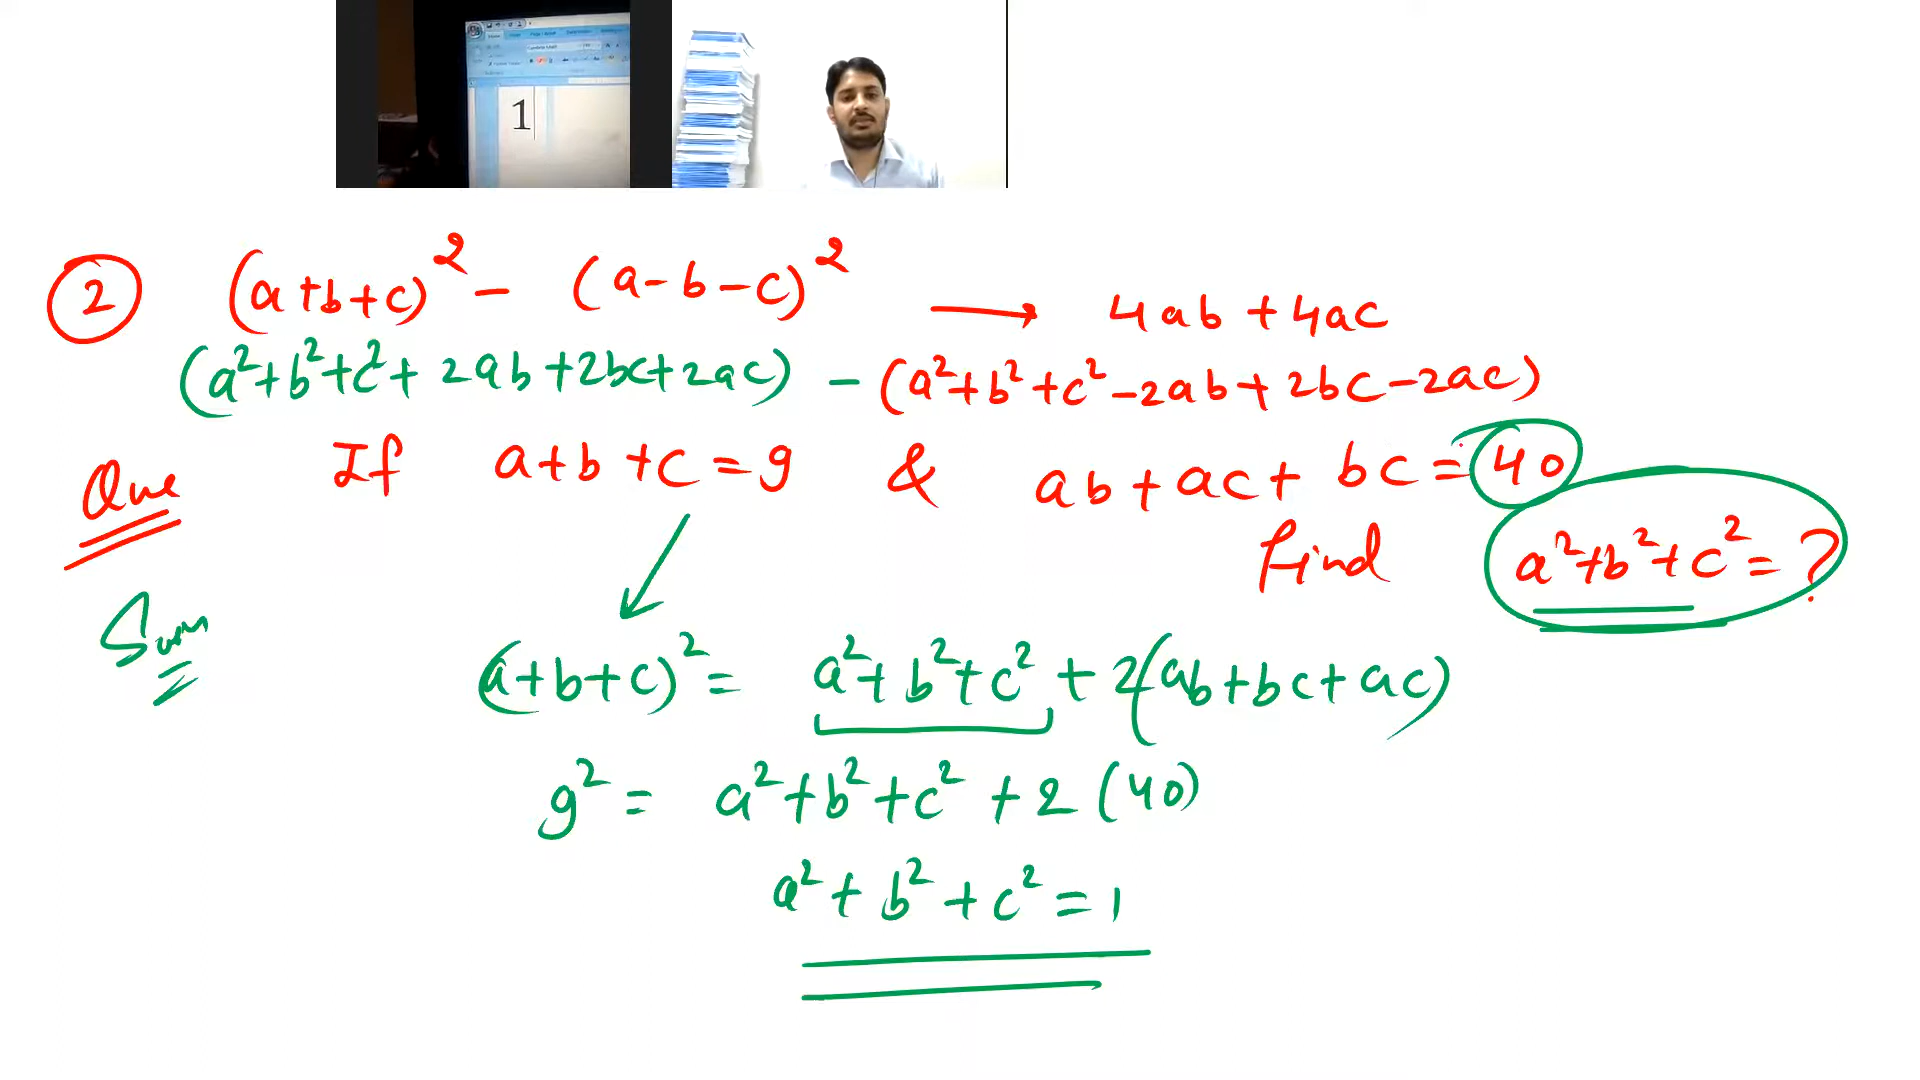 1
② (a+b+c)² − (a-b-c)² → 4ab+4ac
(a²+b²+c²+2ab+2bc+2ac) − (a²+b²+c²-2ab+2bc-2ac)
Que If a+b+c=9 & ab+ac+bc=40
find a²+b²+c²=?
(a+b+c)² = a²+b²+c² + 2(ab+bc+ac)
9² = a²+b²+c² +2(40)
a²+b²+c²=1